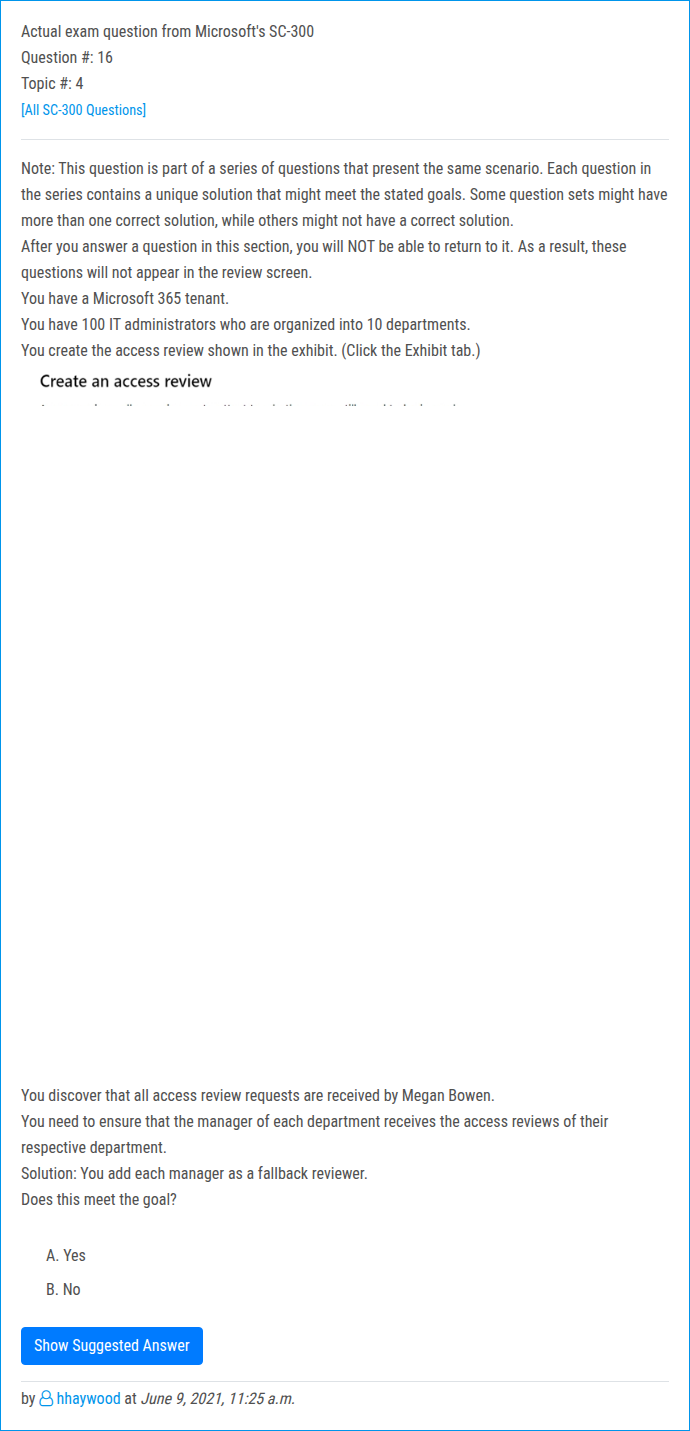 Actual exam question from Microsoft's SC-300
Question #: 16
Topic #: 4
[All SC-300 Questions]
Note: This question is part of a series of questions that present the same scenario. Each question in
the series contains a unique solution that might meet the stated goals. Some question sets might have
more than one correct solution, while others might not have a correct solution.
After you answer a question in this section, you will NOT be able to return to it. As a result, these
questions will not appear in the review screen.
You have a Microsoft 365 tenant.
You have 100 IT administrators who are organized into 10 departments.
You create the access review shown in the exhibit. (Click the Exhibit tab.)
Create an access review
You discover that all access review requests are received by Megan Bowen.
You need to ensure that the manager of each department receives the access reviews of their
respective department.
Solution: You add each manager as a fallback reviewer.
Does this meet the goal?
A. Yes
B. No
Show Suggested Answer
by hhaywood at June 9, 2021, 11:25 a.m.